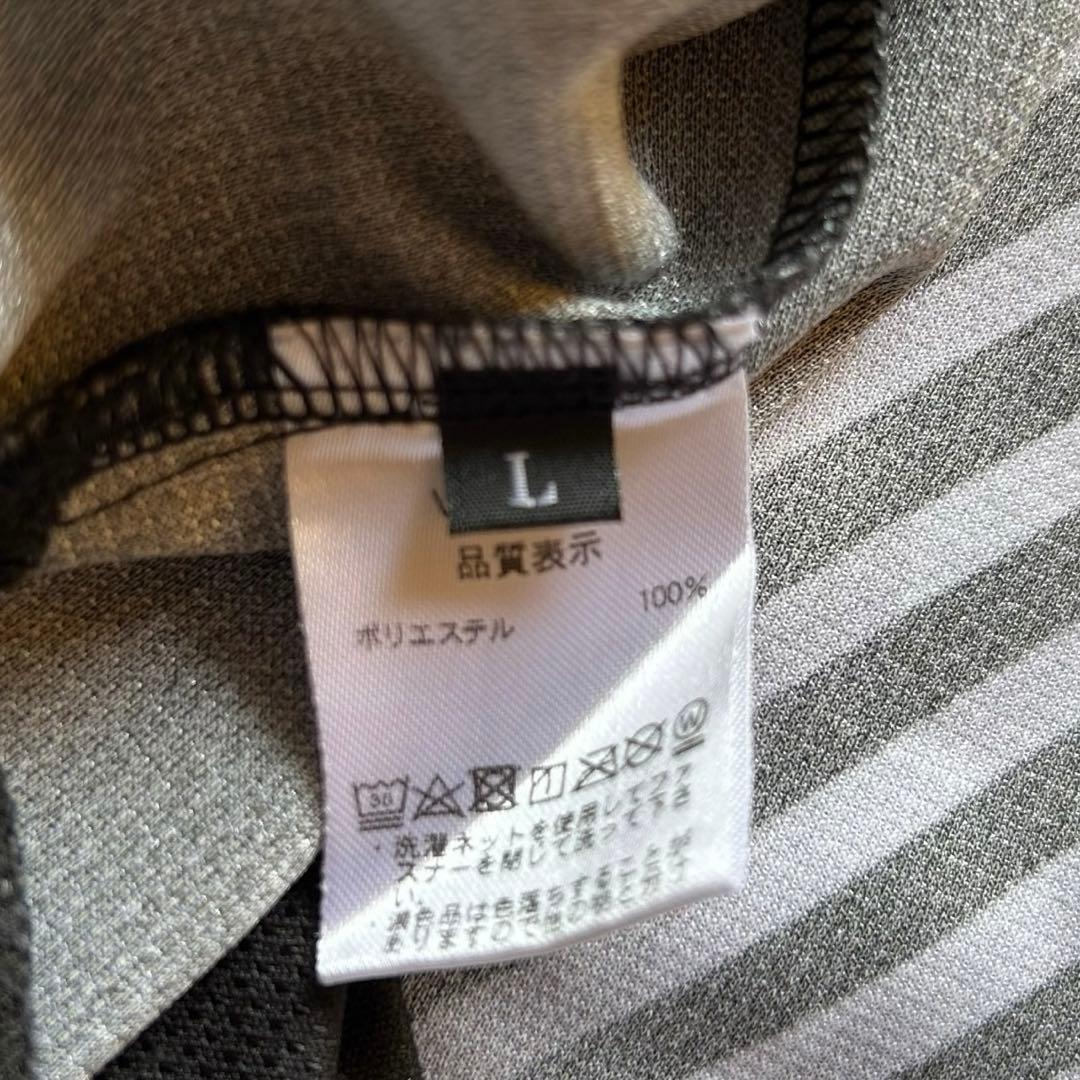 L
品質表示
100%
ポリエステル
30
W
・洗濯ネットを使用して、ファ
スナーを閉じて洗って下さ
い。
・濃色品は色落ちすることが
ありますので他の物と